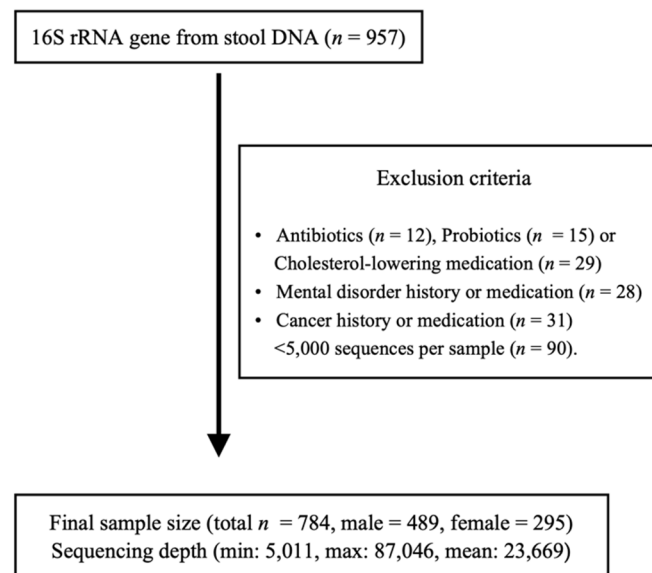 16S rRNA gene from stool DNA (n = 957)
Exclusion criteria
• Antibiotics (n = 12), Probiotics (n = 15) or
Cholesterol-lowering medication (n = 29)
• Mental disorder history or medication (n = 28)
• Cancer history or medication (n = 31)
<5,000 sequences per sample (n = 90).
Final sample size (total n = 784, male = 489, female = 295)
Sequencing depth (min: 5,011, max: 87,046, mean: 23,669)